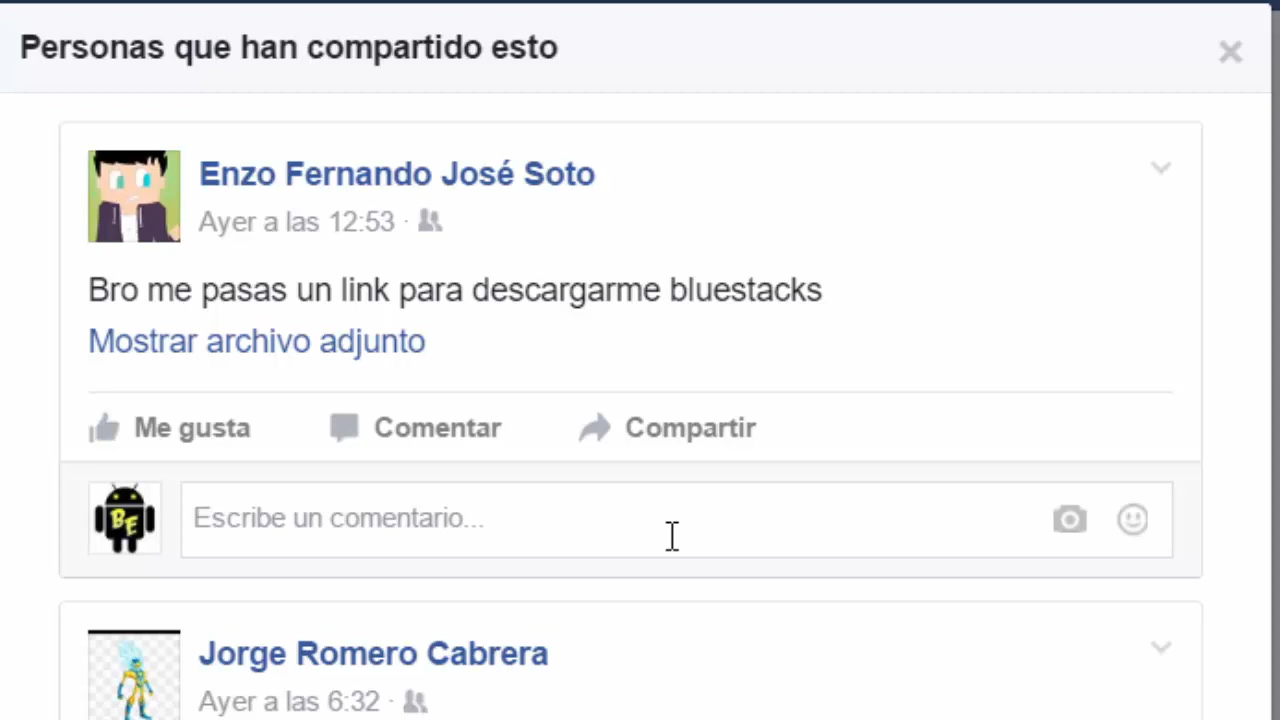 Personas que han compartido esto
Enzo Fernando José Soto
Ayer a las 12:53 ·
Bro me pasas un link para descargarme bluestacks
Mostrar archivo adjunto
Me gusta Comentar Compartir
BE
Escribe un comentario...
Jorge Romero Cabrera
Ayer a las 6:32 ·